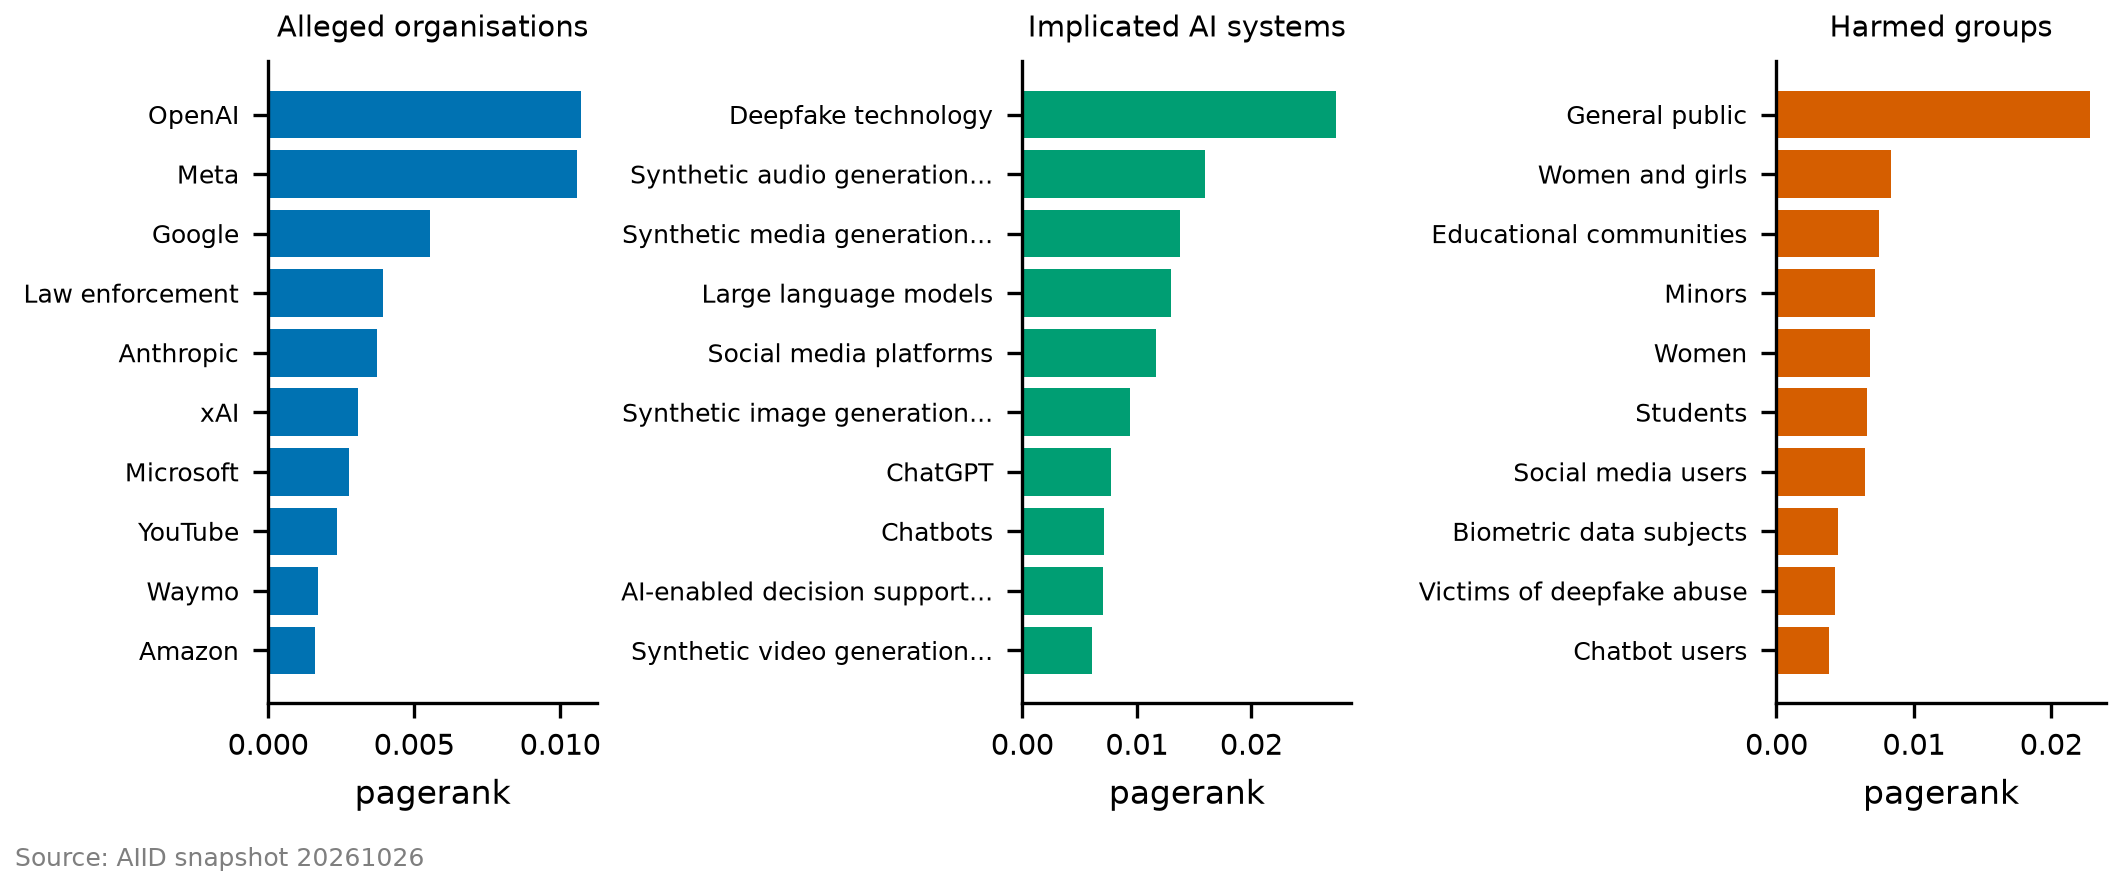 Alleged organisations
OpenAI
Meta
Google
Law enforcement
Anthropic
xAI
Microsoft
YouTube
Waymo
Amazon
0.000 0.005 0.010
pagerank
Implicated AI systems
Deepfake technology
Synthetic audio generation...
Synthetic media generation...
Large language models
Social media platforms
Synthetic image generation...
ChatGPT
Chatbots
AI-enabled decision support...
Synthetic video generation...
0.00 0.01 0.02
pagerank
Harmed groups
General public
Women and girls
Educational communities
Minors
Women
Students
Social media users
Biometric data subjects
Victims of deepfake abuse
Chatbot users
0.00 0.01 0.02
pagerank
Source: AIID snapshot 20261026